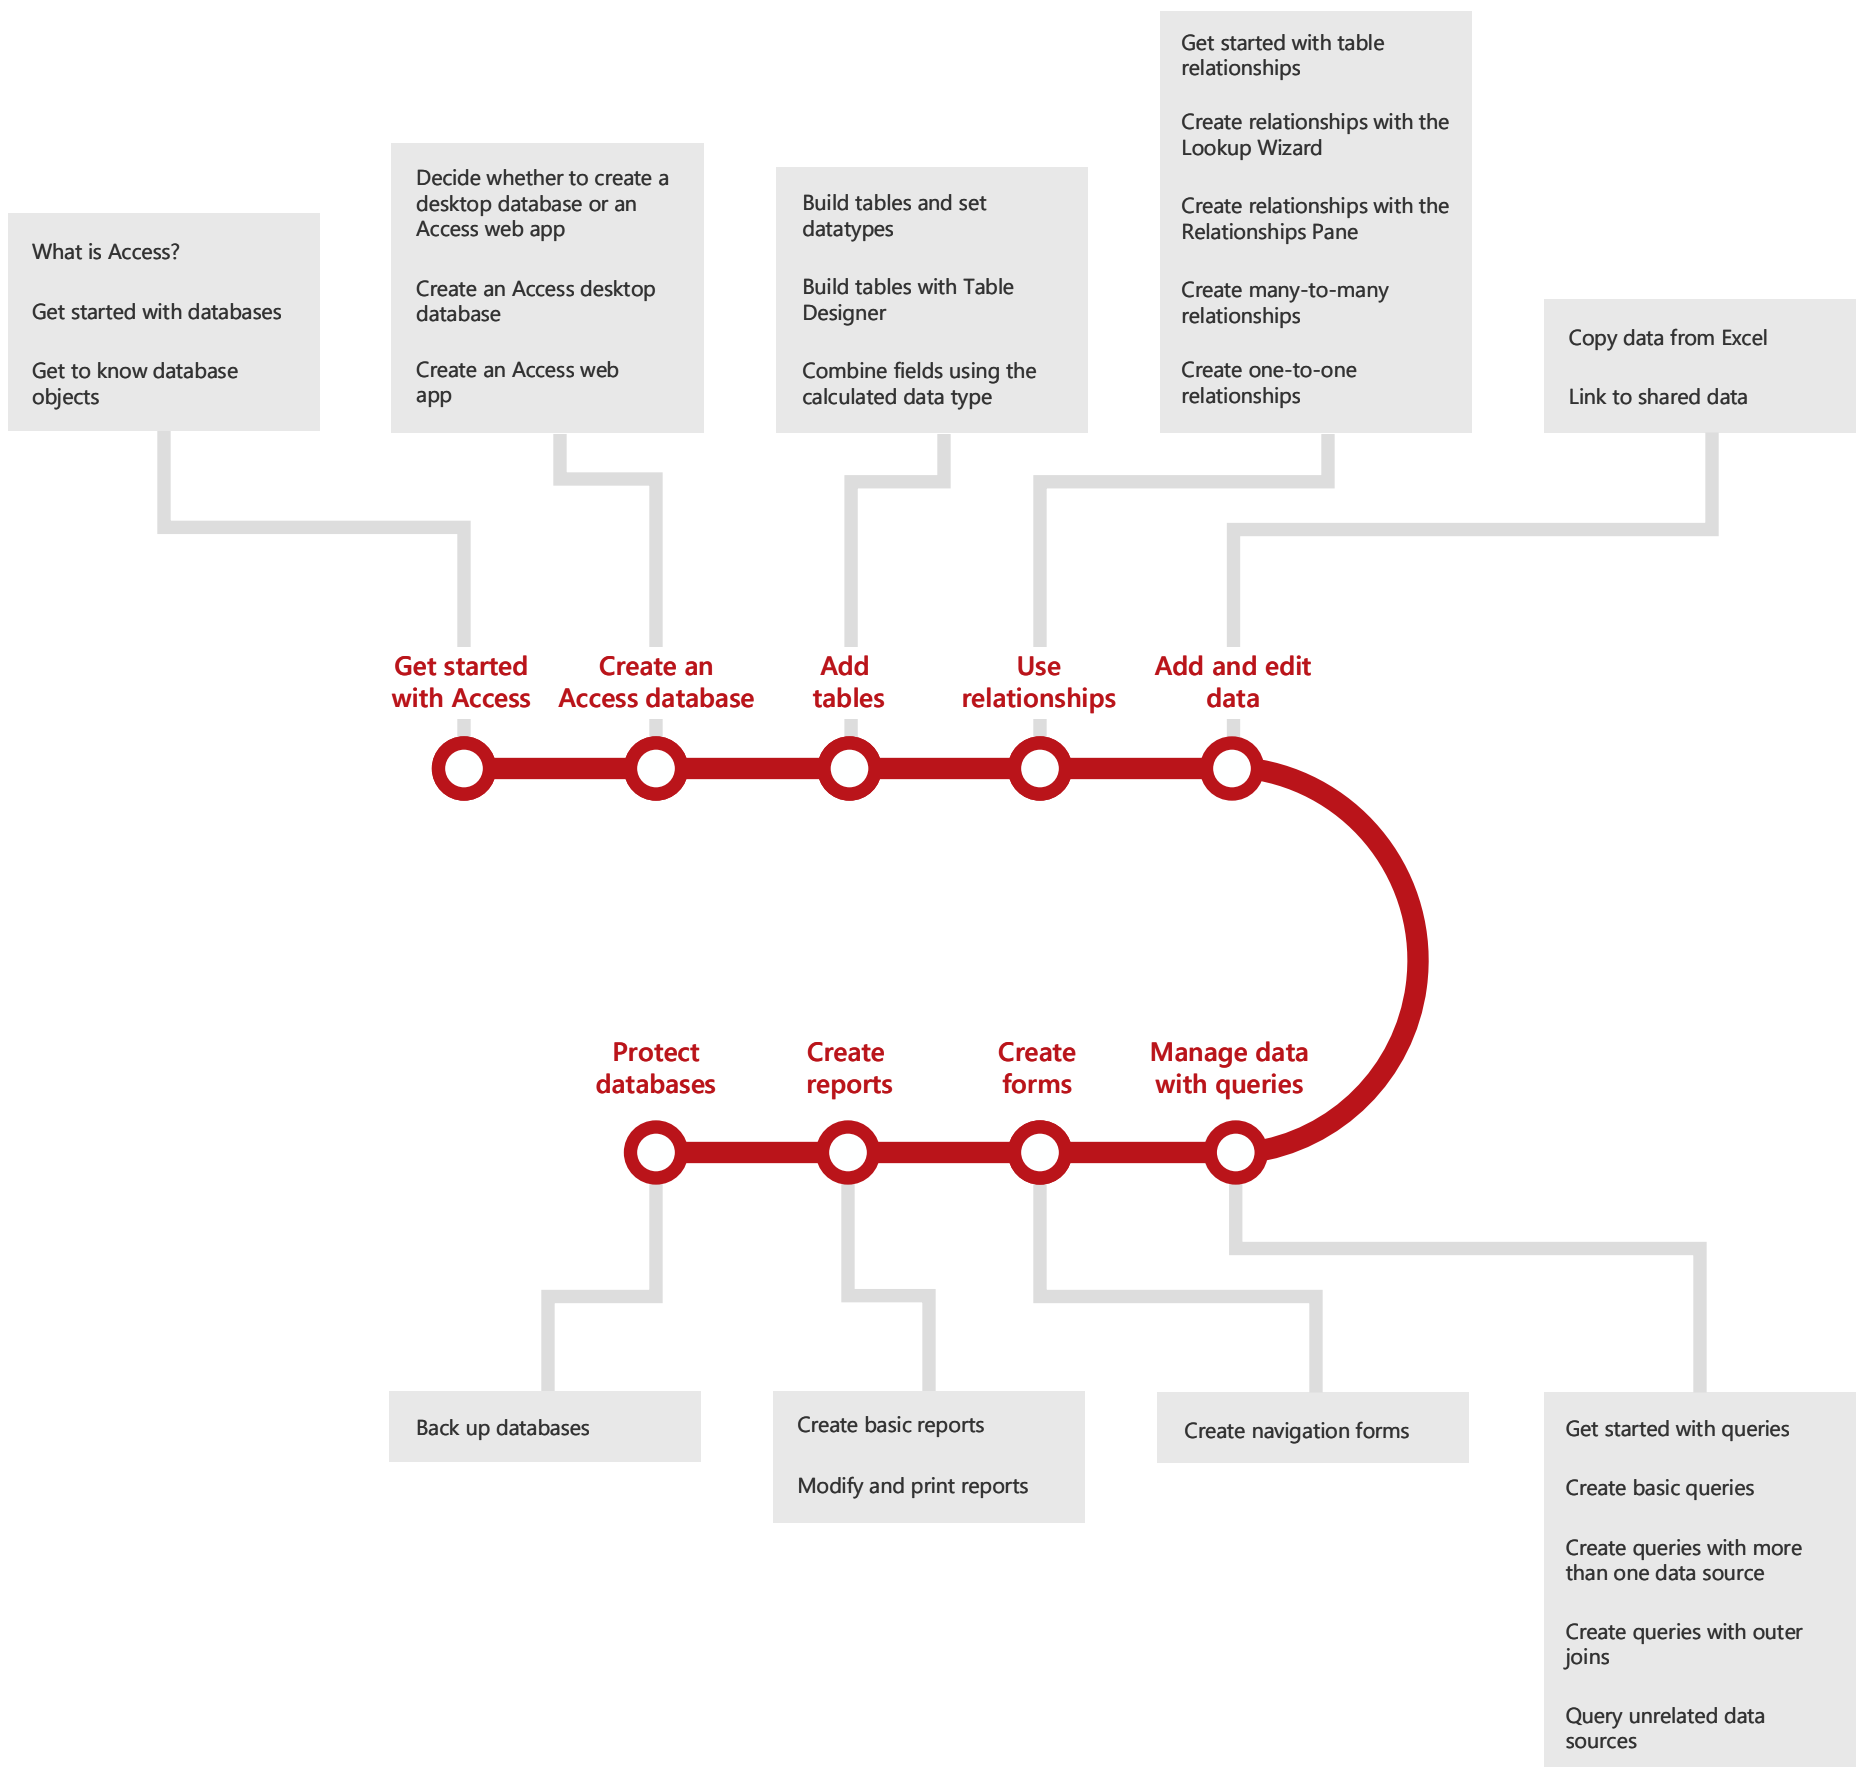 What is Access?
Get started with databases
Get to know database
objects
Decide whether to create a
desktop database or an
Access web app
Create an Access desktop
database
Create an Access web
app
Build tables and set
datatypes
Build tables with Table
Designer
Combine fields using the
calculated data type
Get started with table
relationships
Create relationships with the
Lookup Wizard
Create relationships with the
Relationships Pane
Create many-to-many
relationships
Create one-to-one
relationships
Copy data from Excel
Link to shared data
Get started
with Access
Create an
Access database
Add
tables
Use
relationships
Add and edit
data
Protect
databases
Create
reports
Create
forms
Manage data
with queries
Back up databases
Create basic reports
Modify and print reports
Create navigation forms
Get started with queries
Create basic queries
Create queries with more
than one data source
Create queries with outer
joins
Query unrelated data
sources